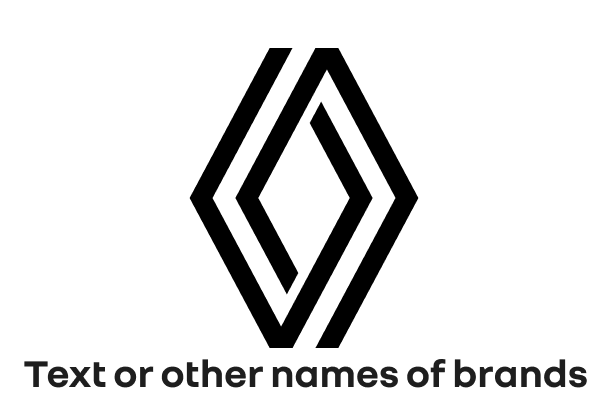 Text or other names of brands